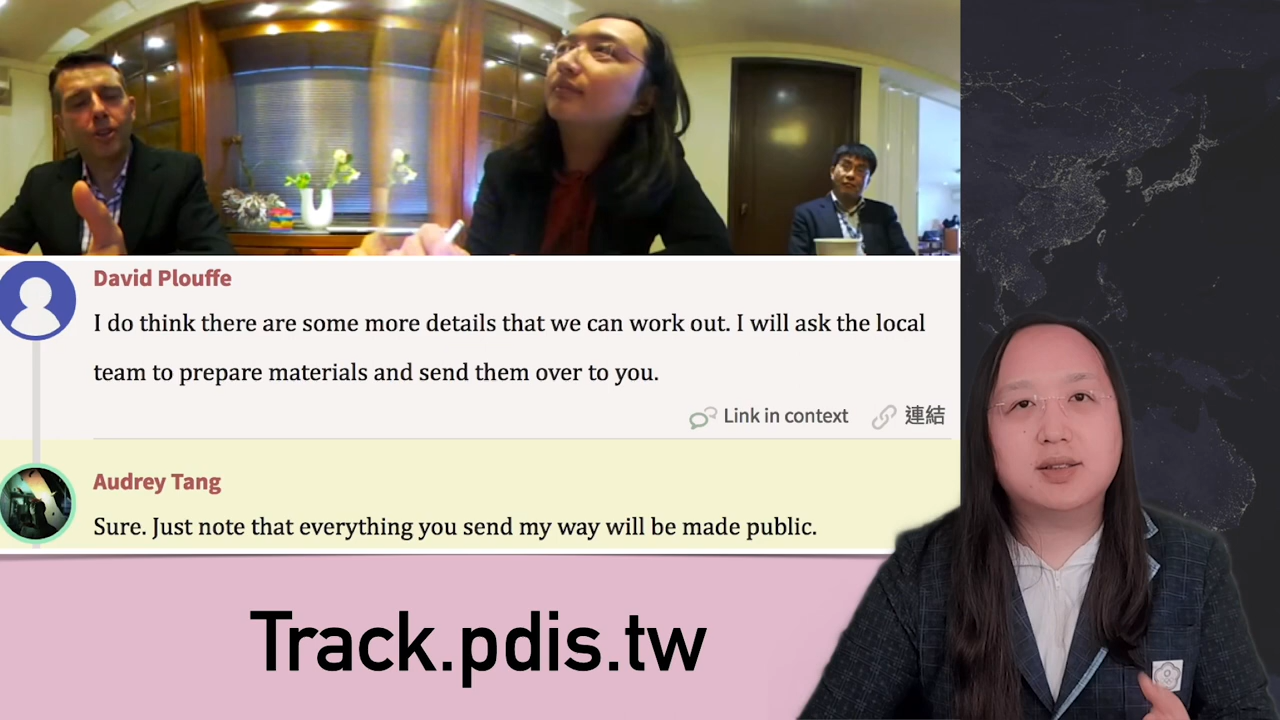 David Plouffe
I do think there are some more details that we can work out. I will ask the local
team to prepare materials and send them over to you.
Link in context 連結
Audrey Tang
Sure. Just note that everything you send my way will be made public.
Track.pdis.tw